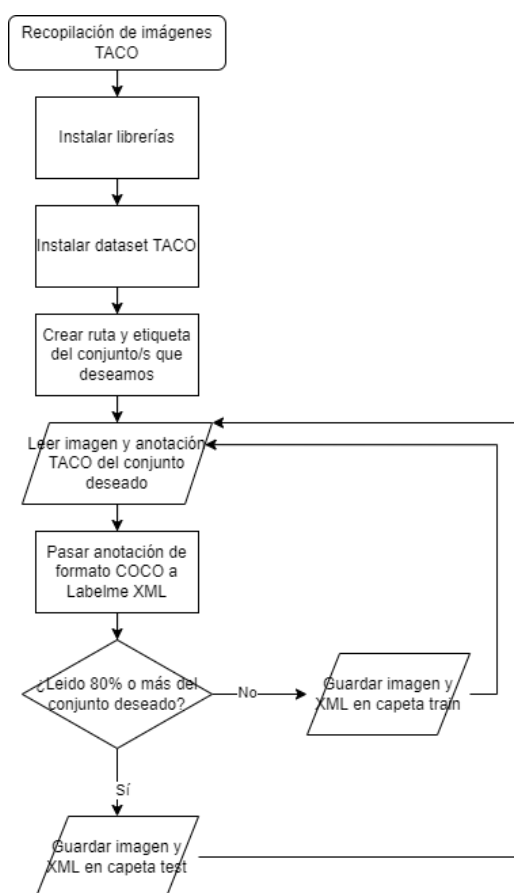 Recopilación de imágenes
TACO
Instalar librerías
Instalar dataset TACO
Crear ruta y etiqueta
del conjunto/s que
deseamos
Leer imagen y anotación
TACO del conjunto
deseado
Pasar anotación de
formato COCO a
Labelme XML
¿Leido 80% o más del
conjunto deseado?
No
Guardar imagen y
XML en capeta train
Sí
Guardar imagen y
XML en capeta test